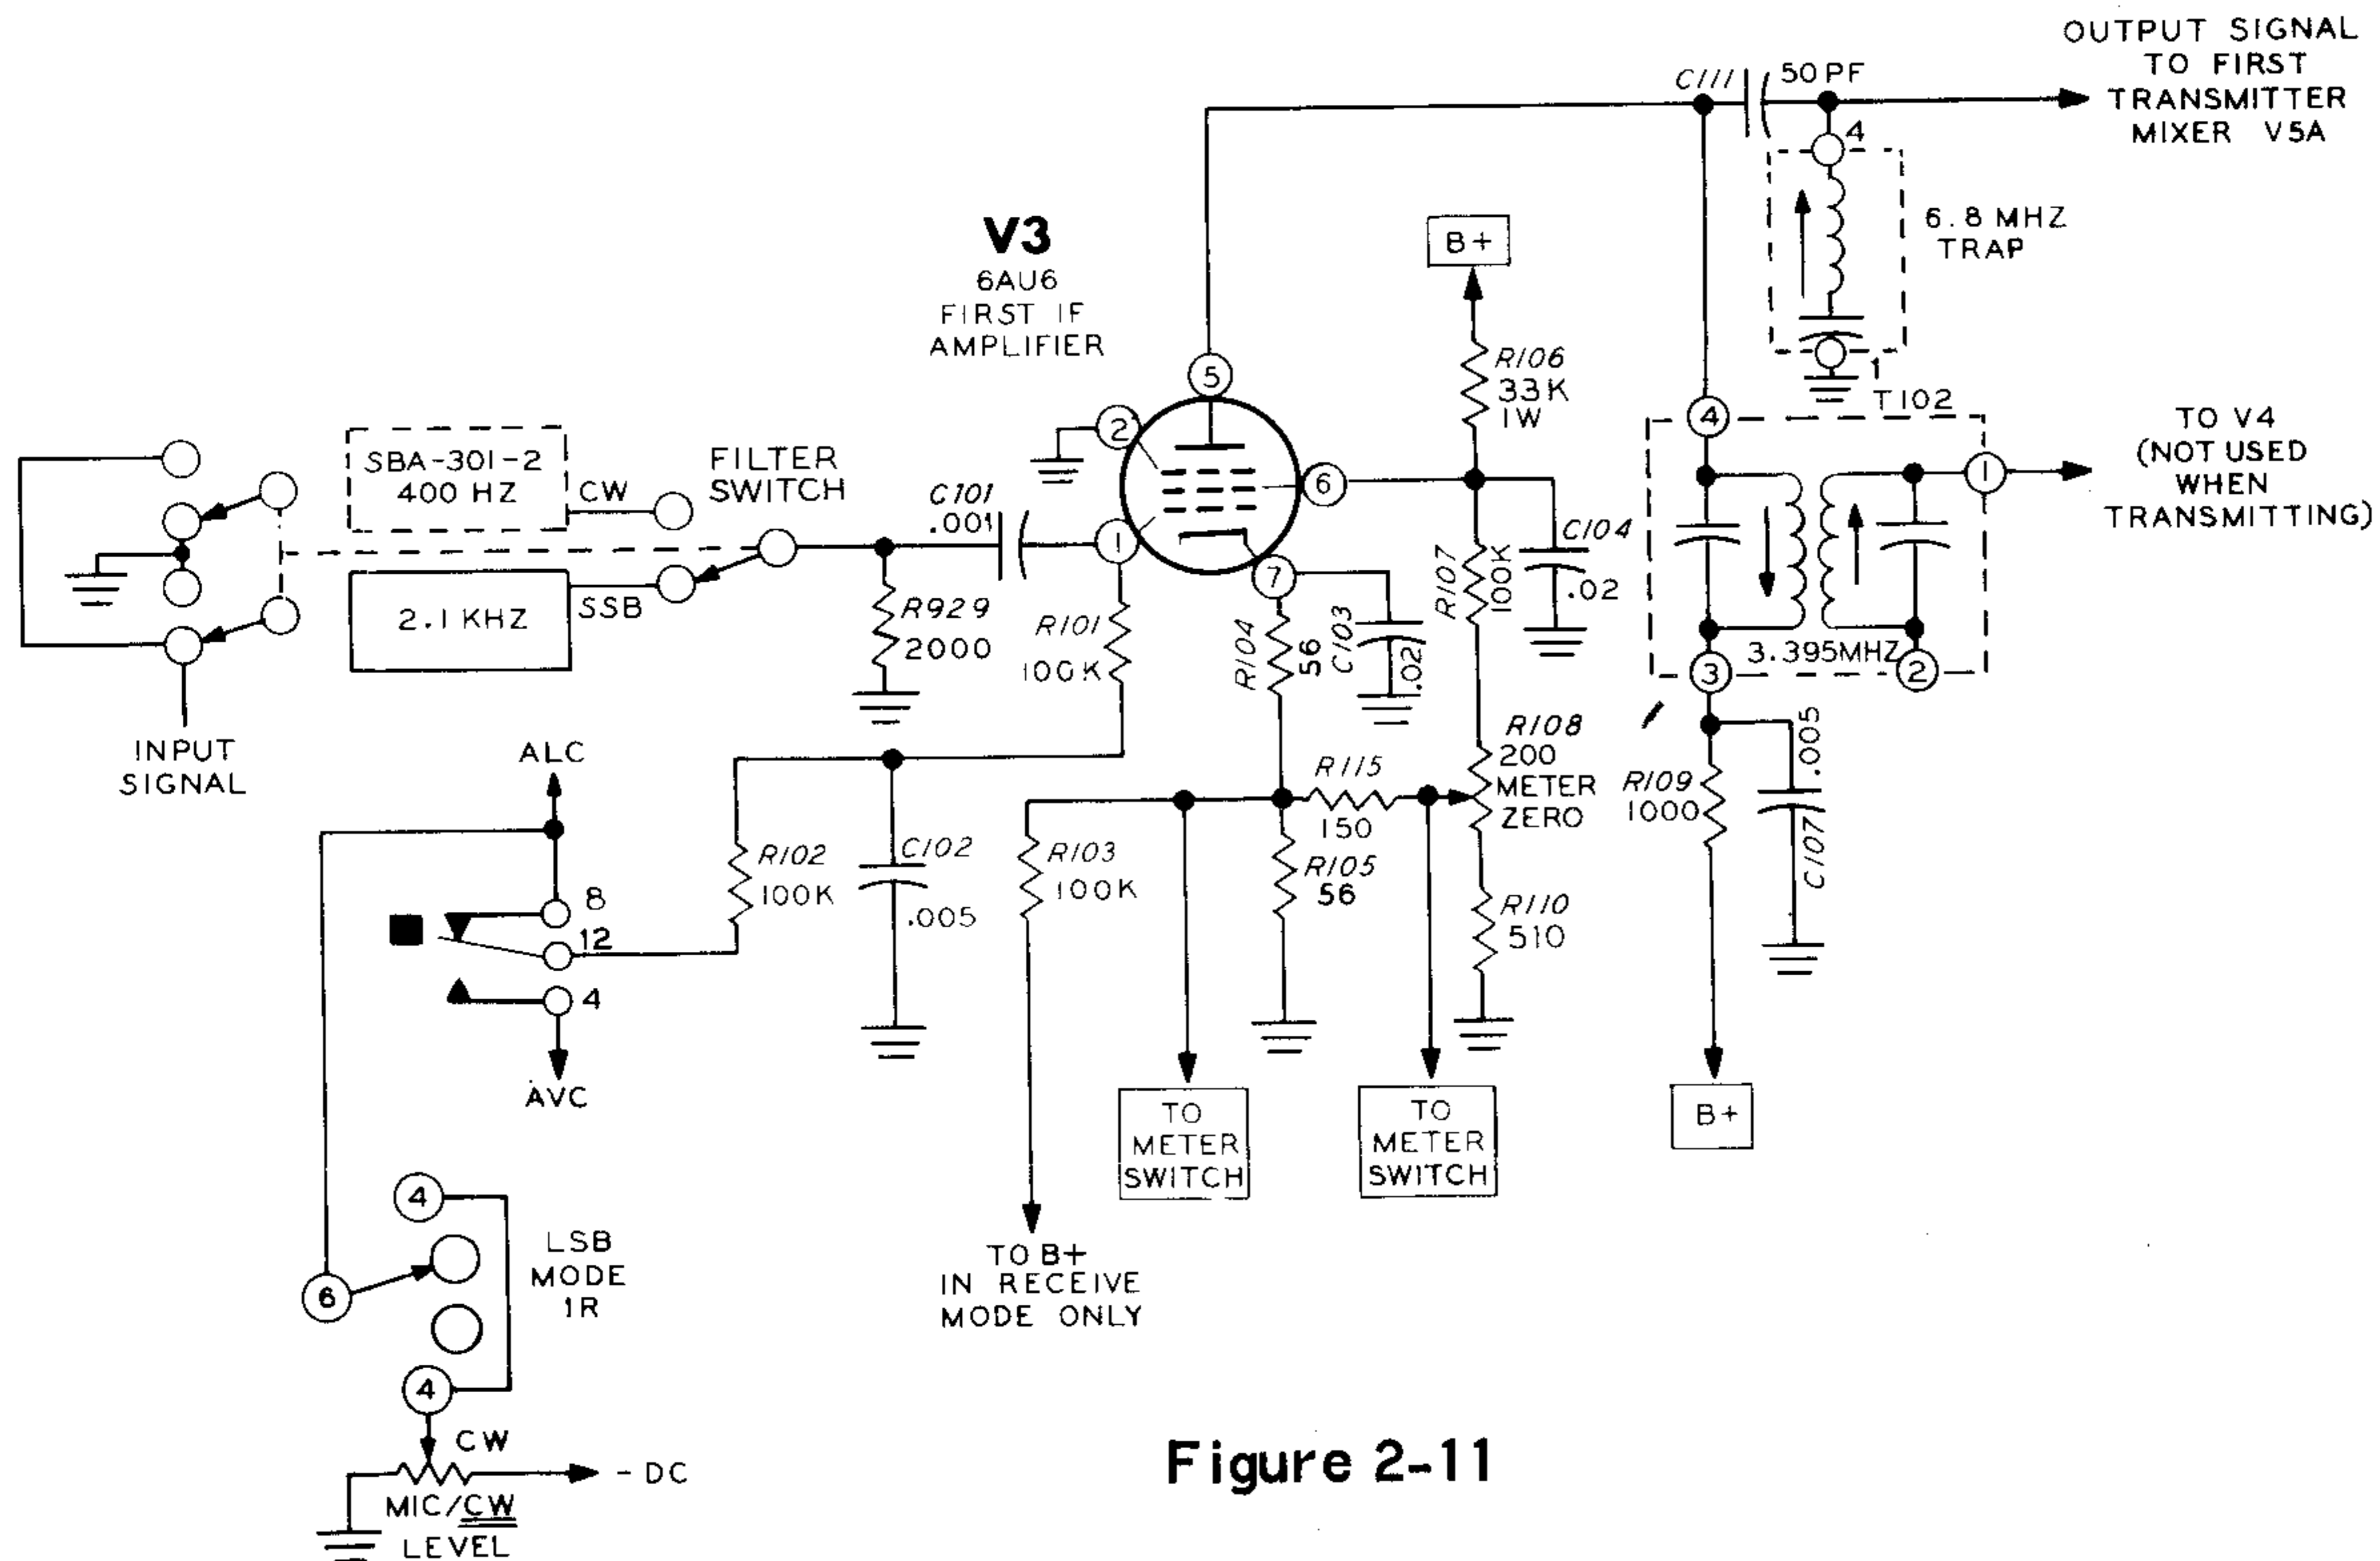 OUTPUT SIGNAL
TO FIRST
TRANSMITTER
MIXER V5A
C111
50 PF
4
6.8 MHZ
TRAP
1
V3
6AU6
FIRST IF
AMPLIFIER
B+
R106
33K
1W
5
2
6
1
7
SBA-301-2
400 HZ
CW
FILTER
SWITCH
2.1 KHZ
SSB
C101
.001
R929
2000
R101
100K
R104
56
C103
.02
R107
100K
C104
.02
T102
4
1
3.395MHZ
3
2
TO V4
(NOT USED
WHEN
TRANSMITTING)
INPUT
SIGNAL
ALC
8
12
4
AVC
R102
100K
C102
.005
R103
100K
R115
150
R105
56
R108
200
METER
ZERO
R110
510
R109
1000
.005
C107
B+
TO
METER
SWITCH
TO
METER
SWITCH
TO B+
IN RECEIVE
MODE ONLY
4
6
LSB
MODE
1R
4
CW
- DC
MIC/CW
LEVEL
Figure 2-11